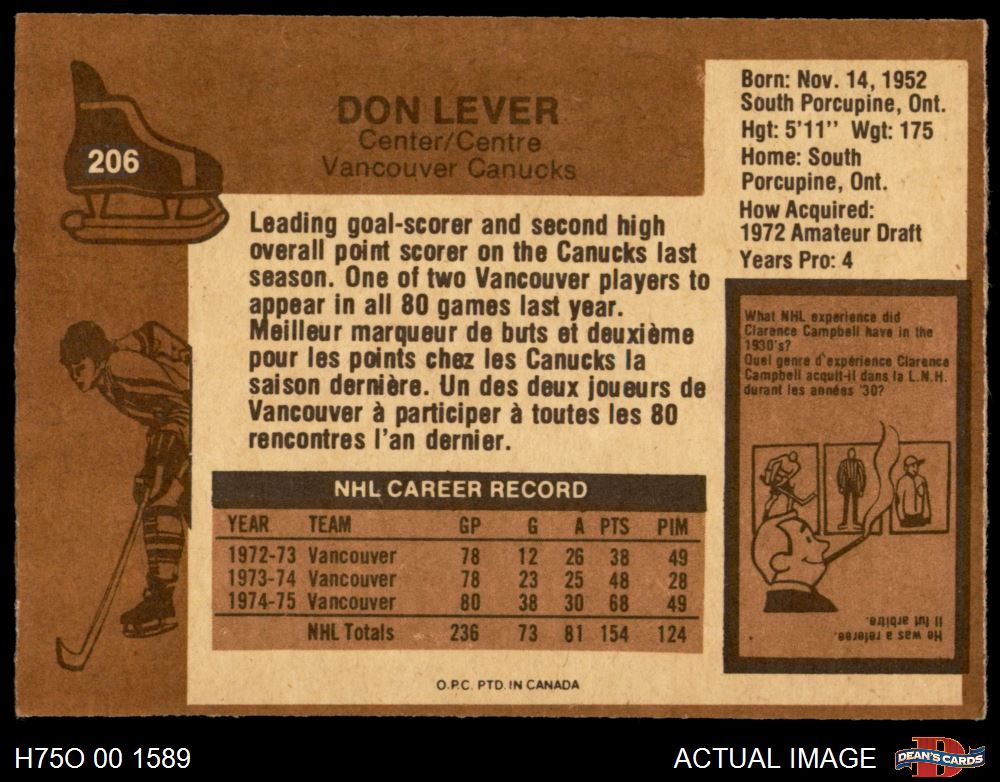 206
DON LEVER
Center/Centre
Vancouver Canucks
Born: Nov. 14, 1952
South Porcupine, Ont.
Hgt: 5'11'' Wgt: 175
Home: South
Porcupine, Ont.
How Acquired:
1972 Amateur Draft
Years Pro: 4
Leading goal-scorer and second high
overall point scorer on the Canucks last
season. One of two Vancouver players to
appear in all 80 games last year.
Meilleur marqueur de buts et deuxième
pour les points chez les Canucks la
saison dernière. Un des deux joueurs de
Vancouver à participer à toutes les 80
rencontres l'an dernier.
What NHL experience did
Clarence Campbell have in the
1930's?
Quel genre d'expérience Clarence
Campbell acquit-il dans la L.N.H.
durant les années '30?
He was a referee.
Il fut arbitre.
NHL CAREER RECORD
YEAR TEAM GP G A PTS PIM
1972-73 Vancouver 78 12 26 38 49
1973-74 Vancouver 78 23 25 48 28
1974-75 Vancouver 80 38 30 68 49
NHL Totals 236 73 81 154 124
O.P.C. PTD. IN CANADA
H75O 00 1589
ACTUAL IMAGE
D
DEAN'S CARDS